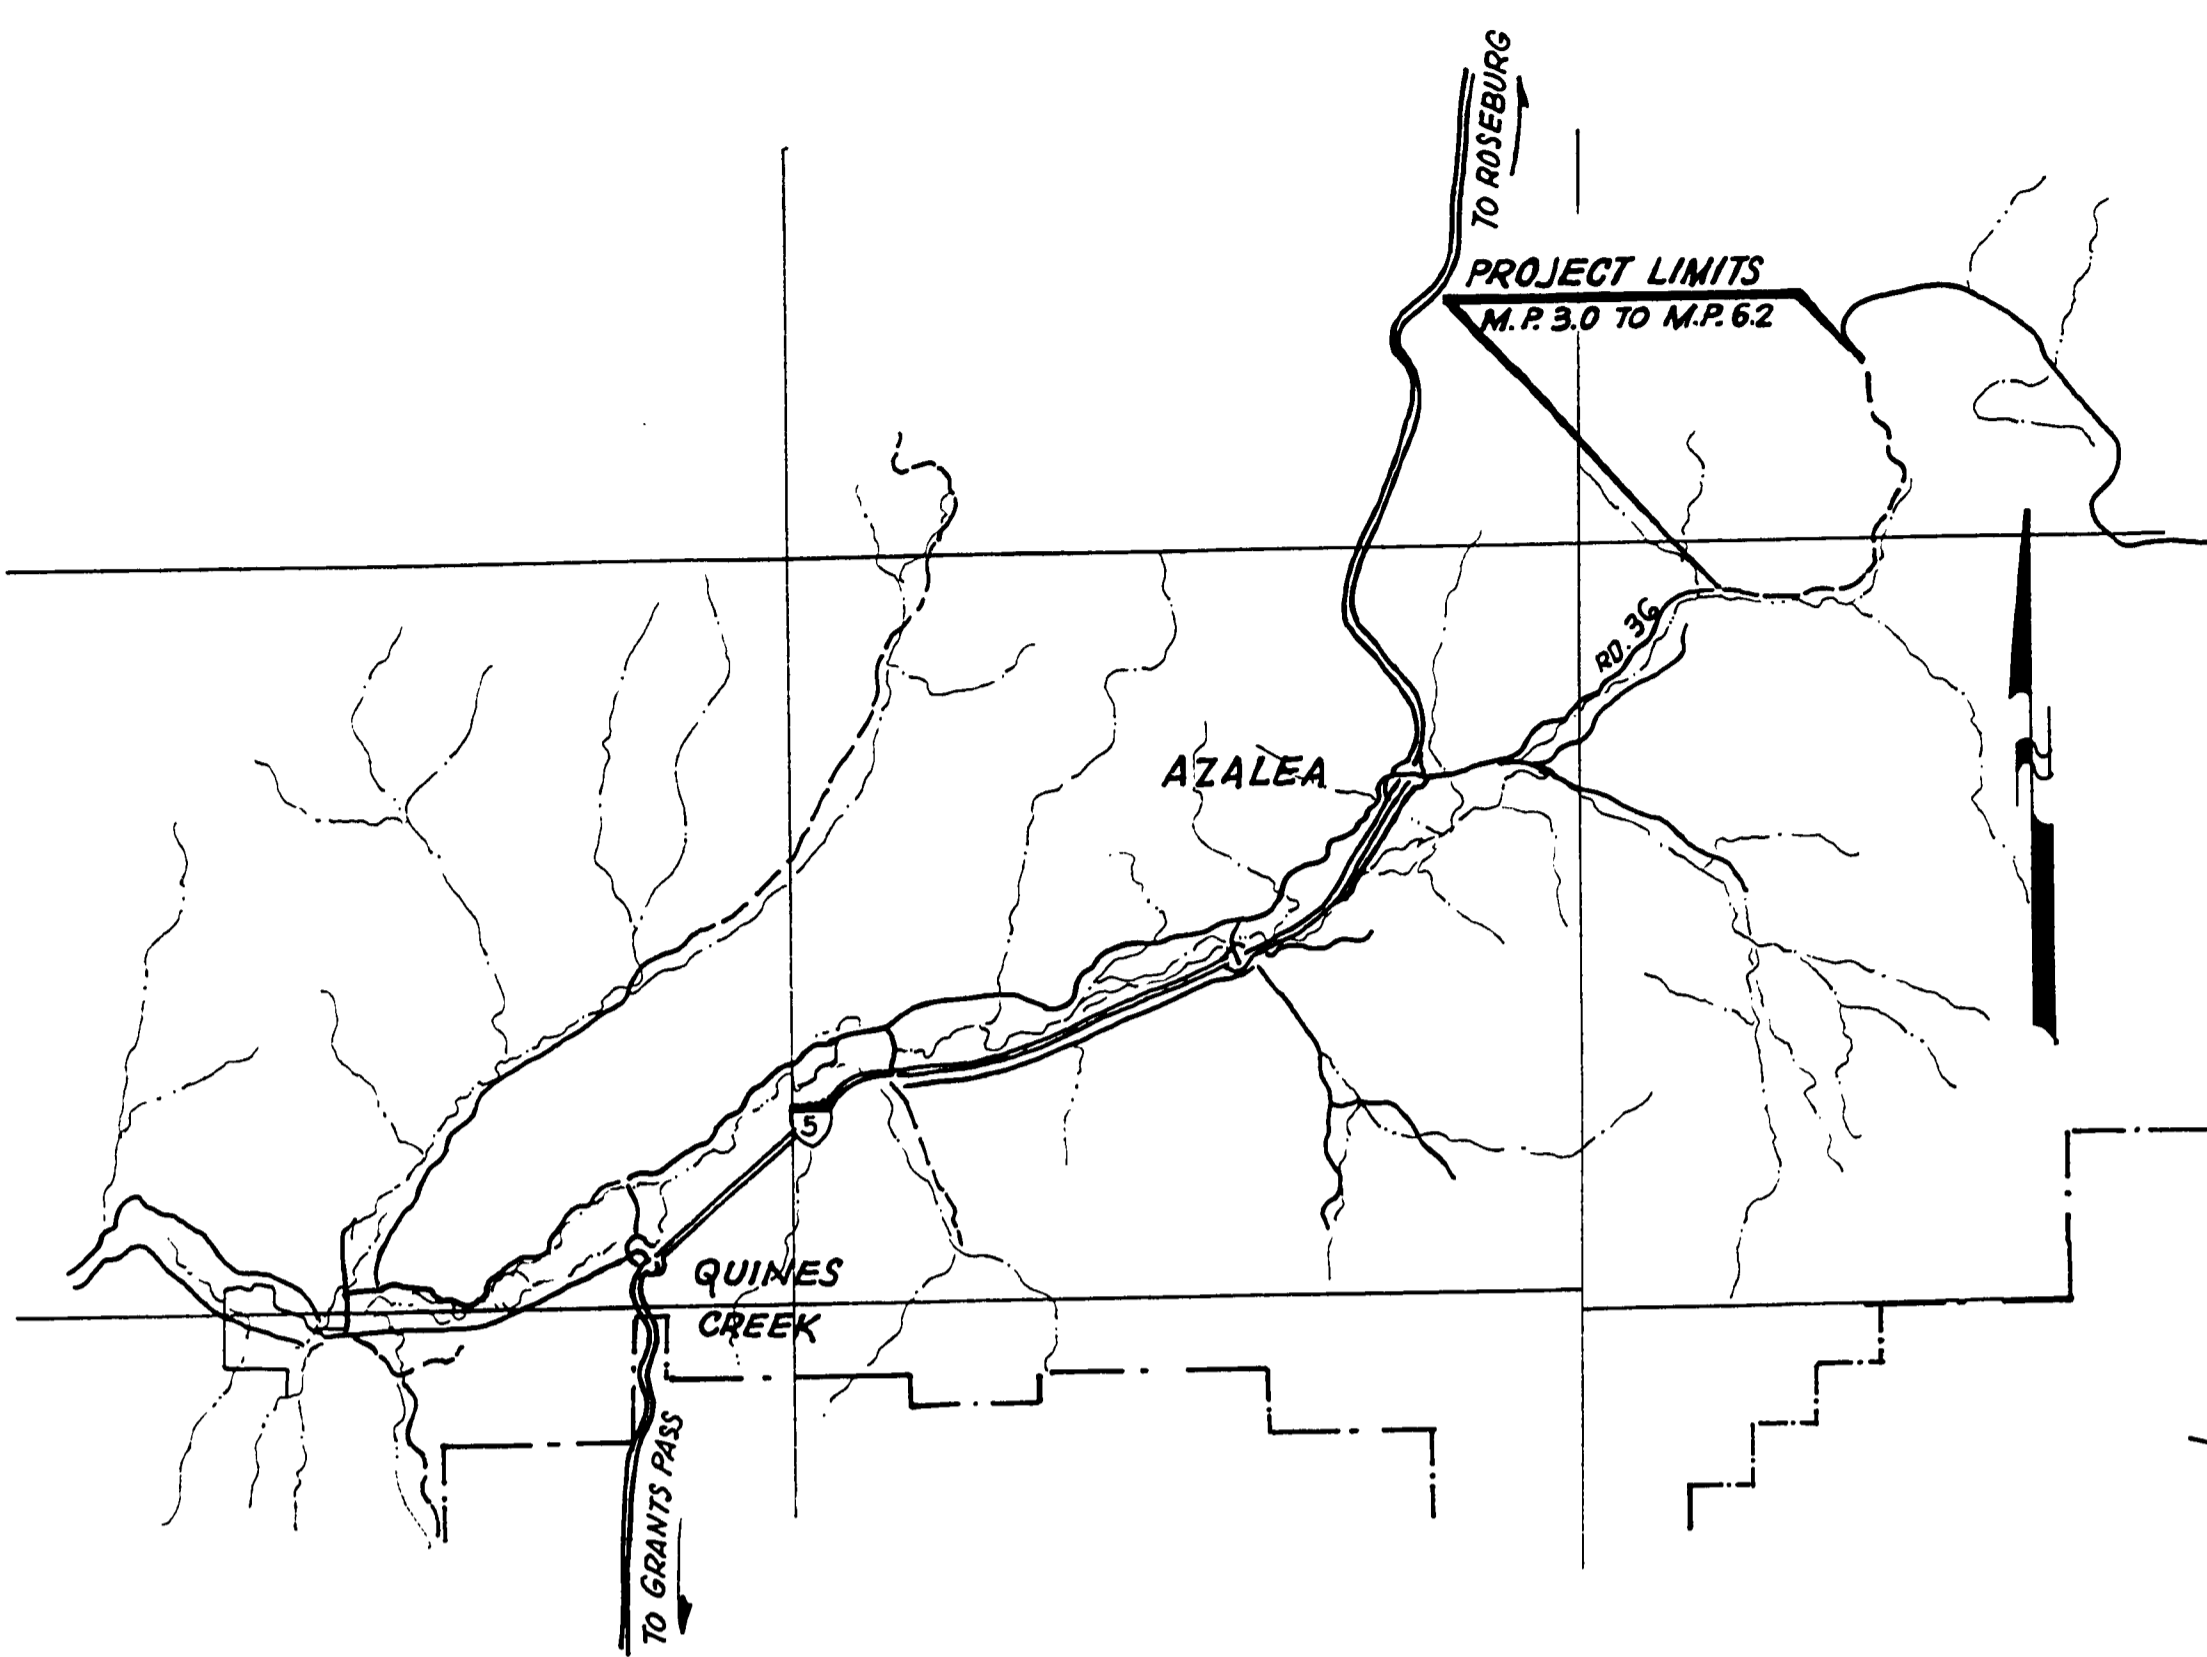 TO ROSEBURG
PROJECT LIMITS
M.P. 3.0 TO M.P. 6.2
RD. 36
AZALEA
N
5
QUINES
CREEK
TO GRANTS PASS